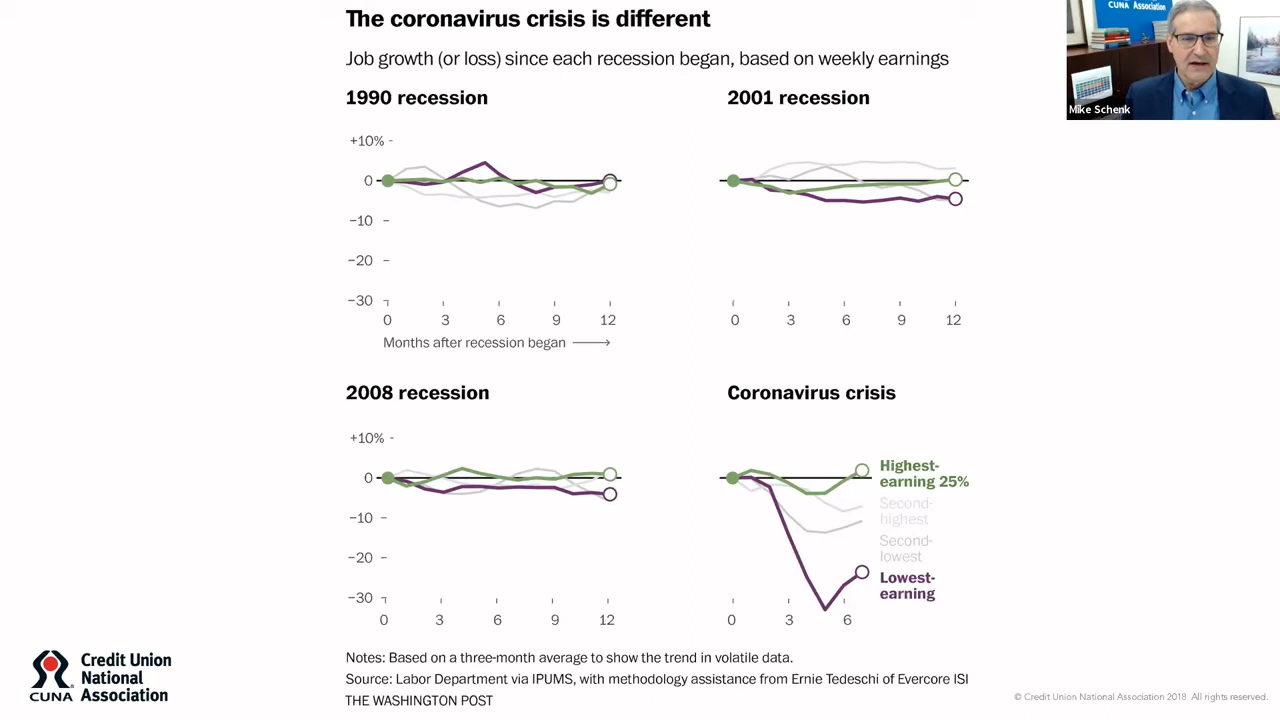 The coronavirus crisis is different
Job growth (or loss) since each recession began, based on weekly earnings
1990 recession
+10%
0
−10
−20
−30
0 3 6 9 12
Months after recession began
2001 recession
0 3 6 9 12
2008 recession
+10%
0
−10
−20
−30
0 3 6 9 12
Coronavirus crisis
Highest-
earning 25%
Second-
highest
Second-
lowest
Lowest-
earning
0 3 6
Notes: Based on a three-month average to show the trend in volatile data.
Source: Labor Department via IPUMS, with methodology assistance from Ernie Tedeschi of Evercore ISI
THE WASHINGTON POST
CUNA Association
Mike Schenk
CUNA
Credit Union
National
Association
© Credit Union National Association 2018. All rights reserved.